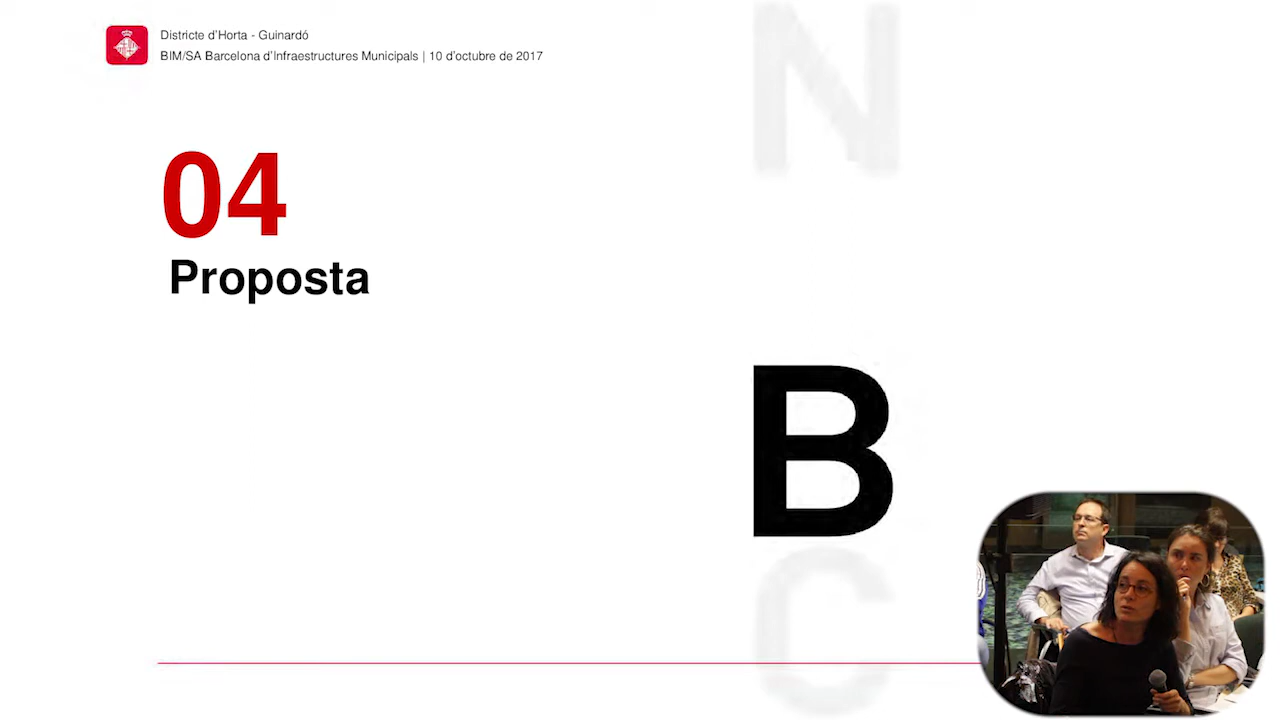 Districte d'Horta - Guinardó
BIM/SA Barcelona d'Infraestructures Municipals | 10 d'octubre de 2017
04
Proposta
N
B
C